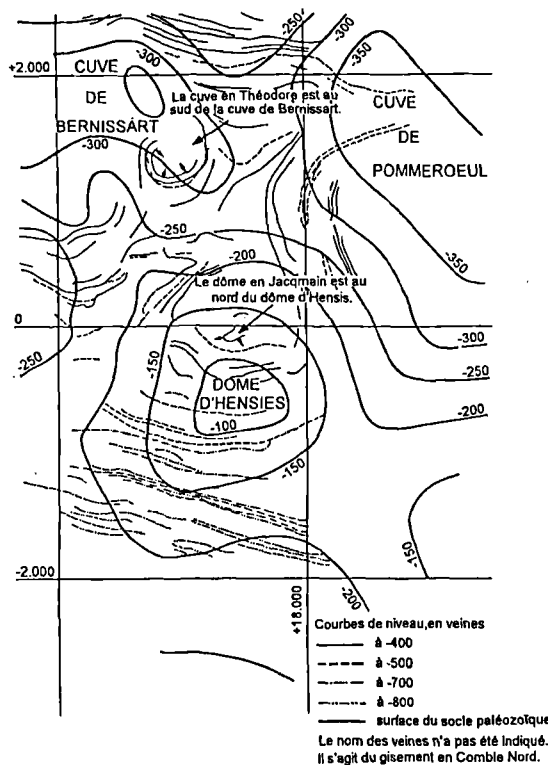 -250
-300
-350
+2.000
-300
CUVE
DE
BERNISSART
La cuve en Théodore est au
sud de la cuve de Bernissart.
CUVE
DE
POMMEROEUL
-300
-250
-200
-350
Le dôme en Jacqmain est au
nord du dôme d'Hensis.
0
-300
-250
-150
-250
DOME
D'HENSIES
-200
-100
-150
-150
-2.000
-200
+18.000
Courbes de niveau,en veines
à -400
à -500
à -700
à -800
surface du socle paléozoïque
Le nom des veines n'a pas été Indiqué.
Il s'agit du gisement en Comble Nord.